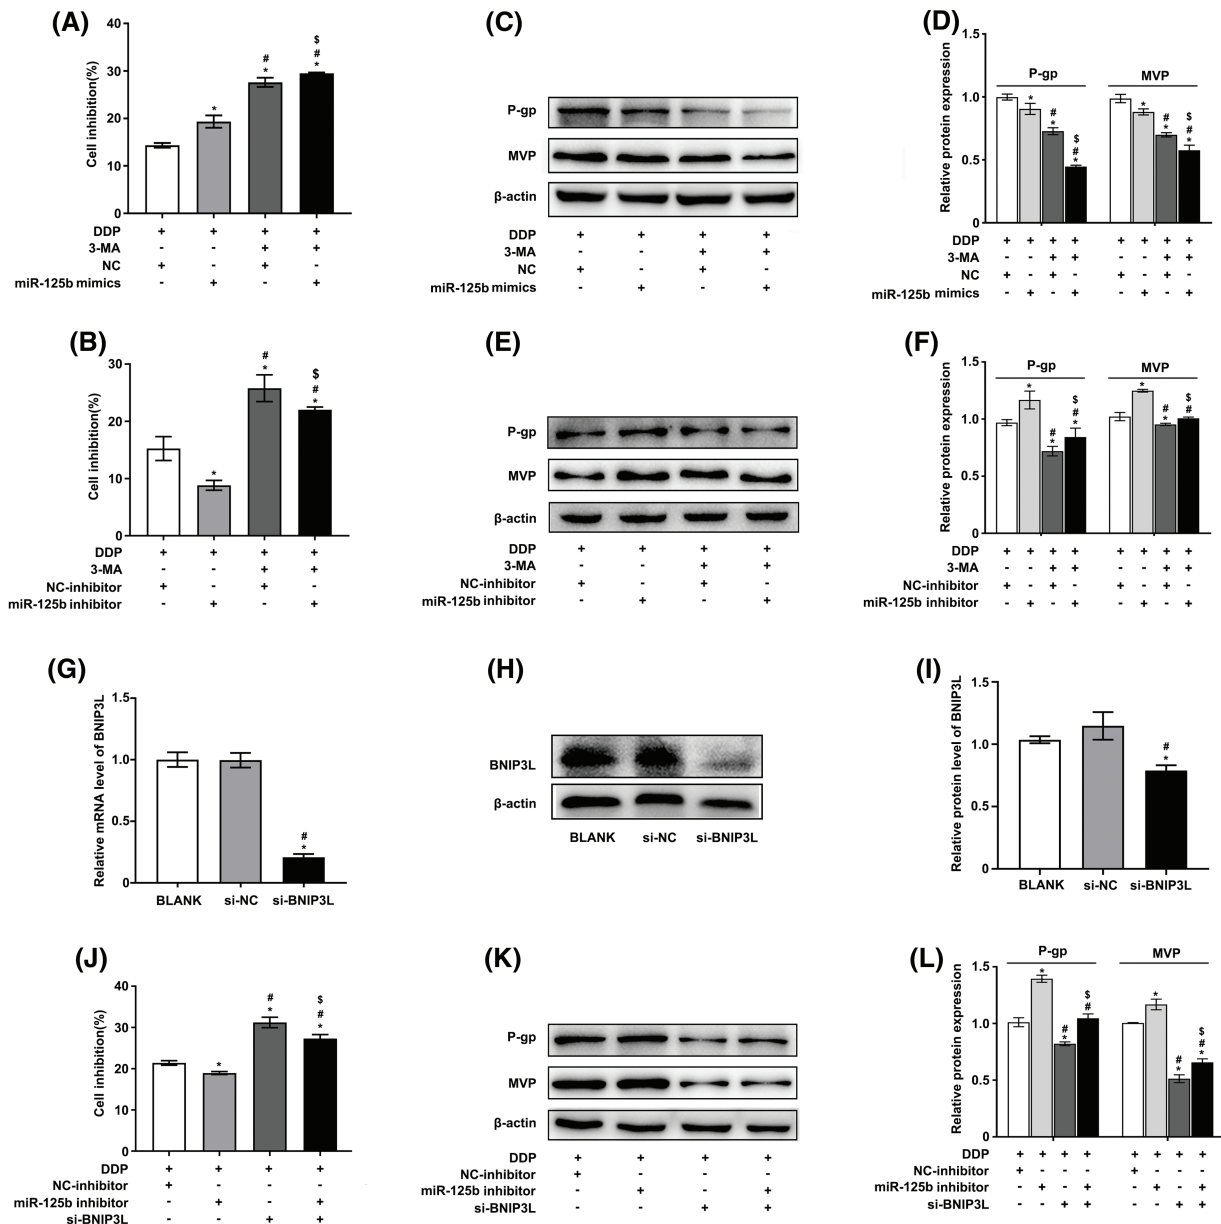 (A)
Cell inhibition(%)
40
30
20
10
0
*
# *
$ # *
DDP + + + +
3-MA - - + +
NC + - + -
miR-125b mimics - + - +
(C)
P-gp
MVP
β-actin
DDP + + + +
3-MA - - + +
NC + - + -
miR-125b mimics - + - +
(D)
Relative protein expression
1.5
1.0
0.5
0
P-gp MVP
*
# *
$ # *
*
# *
$ # *
DDP + + + + + + + +
3-MA - - + + - - + +
NC + - + - + - + -
miR-125b mimics - + - + - + - +
(B)
Cell inhibition(%)
30
20
10
0
*
# *
$ # *
DDP + + + +
3-MA - - + +
NC-inhibitor + - + -
miR-125b inhibitor - + - +
(E)
P-gp
MVP
β-actin
DDP + + + +
3-MA - - + +
NC-inhibitor + - + -
miR-125b inhibitor - + - +
(F)
Relative protein expression
1.5
1.0
0.5
0
P-gp MVP
*
# *
$ # *
*
# *
$ #
DDP + + + + + + + +
3-MA - - + + - - + +
NC-inhibitor + - + - + - + -
miR-125b inhibitor - + - + - + - +
(G)
Relative mRNA level of BNIP3L
1.5
1.0
0.5
0
# *
BLANK si-NC si-BNIP3L
(H)
BNIP3L
β-actin
BLANK si-NC si-BNIP3L
(I)
Relative protein level of BNIP3L
1.5
1.0
0.5
0
# *
BLANK si-NC si-BNIP3L
(J)
Cell inhibition(%)
40
30
20
10
0
*
# *
$ # *
DDP + + + +
NC-inhibitor + - - -
miR-125b inhibitor - + - +
si-BNIP3L - - + +
(K)
P-gp
MVP
β-actin
DDP + + + +
NC-inhibitor + - - -
miR-125b inhibitor - + - +
si-BNIP3L - - + +
(L)
Relative protein expression
1.5
1.0
0.5
0
P-gp MVP
*
# *
$ #
*
# *
$ # *
DDP + + + + + + + +
NC-inhibitor + - - - + - - -
miR-125b inhibitor - + - + - + - +
si-BNIP3L - - + + - - + +